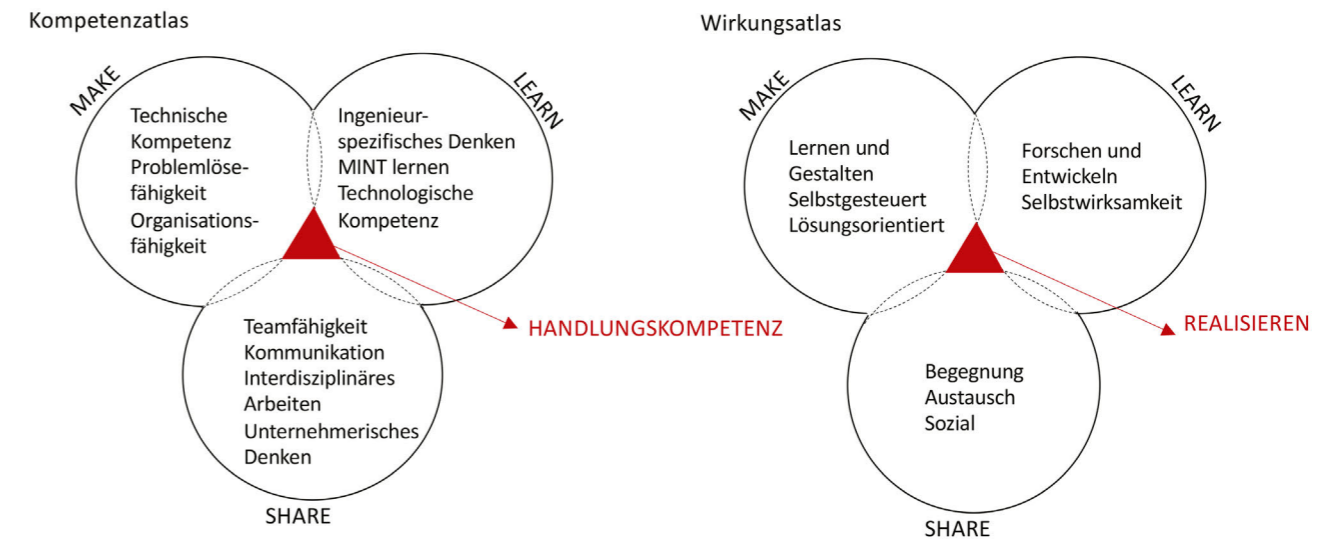 Kompetenzatlas
MAKE
Technische
Kompetenz
Problemlöse-
fähigkeit
Organisations-
fähigkeit
LEARN
Ingenieur-
spezifisches Denken
MINT lernen
Technologische
Kompetenz
HANDLUNGSKOMPETENZ
Teamfähigkeit
Kommunikation
Interdisziplinäres
Arbeiten
Unternehmerisches
Denken
SHARE
Wirkungsatlas
MAKE
Lernen und
Gestalten
Selbstgesteuert
Lösungsorientiert
LEARN
Forschen und
Entwickeln
Selbstwirksamkeit
REALISIEREN
Begegnung
Austausch
Sozial
SHARE